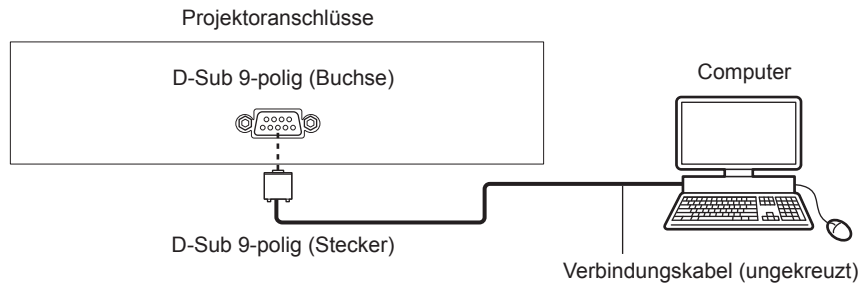 Projektoranschlüsse
D-Sub 9-polig (Buchse)
Computer
D-Sub 9-polig (Stecker)
Verbindungskabel (ungekreuzt)